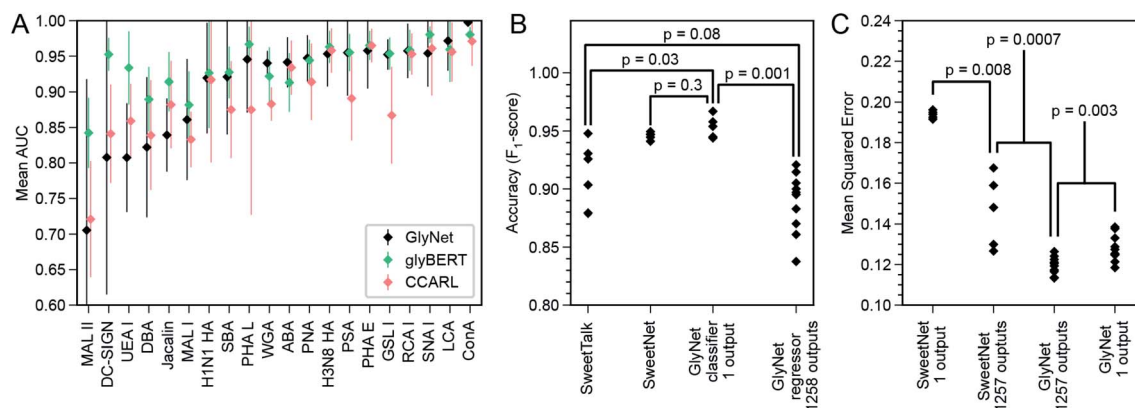 A
Mean AUC
1.00
0.95
0.90
0.85
0.80
0.75
0.70
0.65
0.60
GlyNet
glyBERT
CCARL
MAL II
DC-SIGN
UEA I
DBA
Jacalin
MAL I
H1N1 HA
SBA
PHA L
WGA
ABA
PNA
H3N8 HA
PSA
PHA E
GSL I
RCA I
SNA I
LCA
ConA
B
Accuracy (F1-score)
1.00
0.95
0.90
0.85
0.80
p = 0.08
p = 0.03
p = 0.001
p = 0.3
SweetTalk
SweetNet
GlyNet
classifier
1 output
GlyNet
regressor
1258 outputs
C
Mean Squared Error
0.24
0.22
0.20
0.18
0.16
0.14
0.12
0.10
p = 0.0007
p = 0.008
p = 0.003
SweetNet
1 output
SweetNet
1257 ouptuts
GlyNet
1257 outputs
GlyNet
1 output